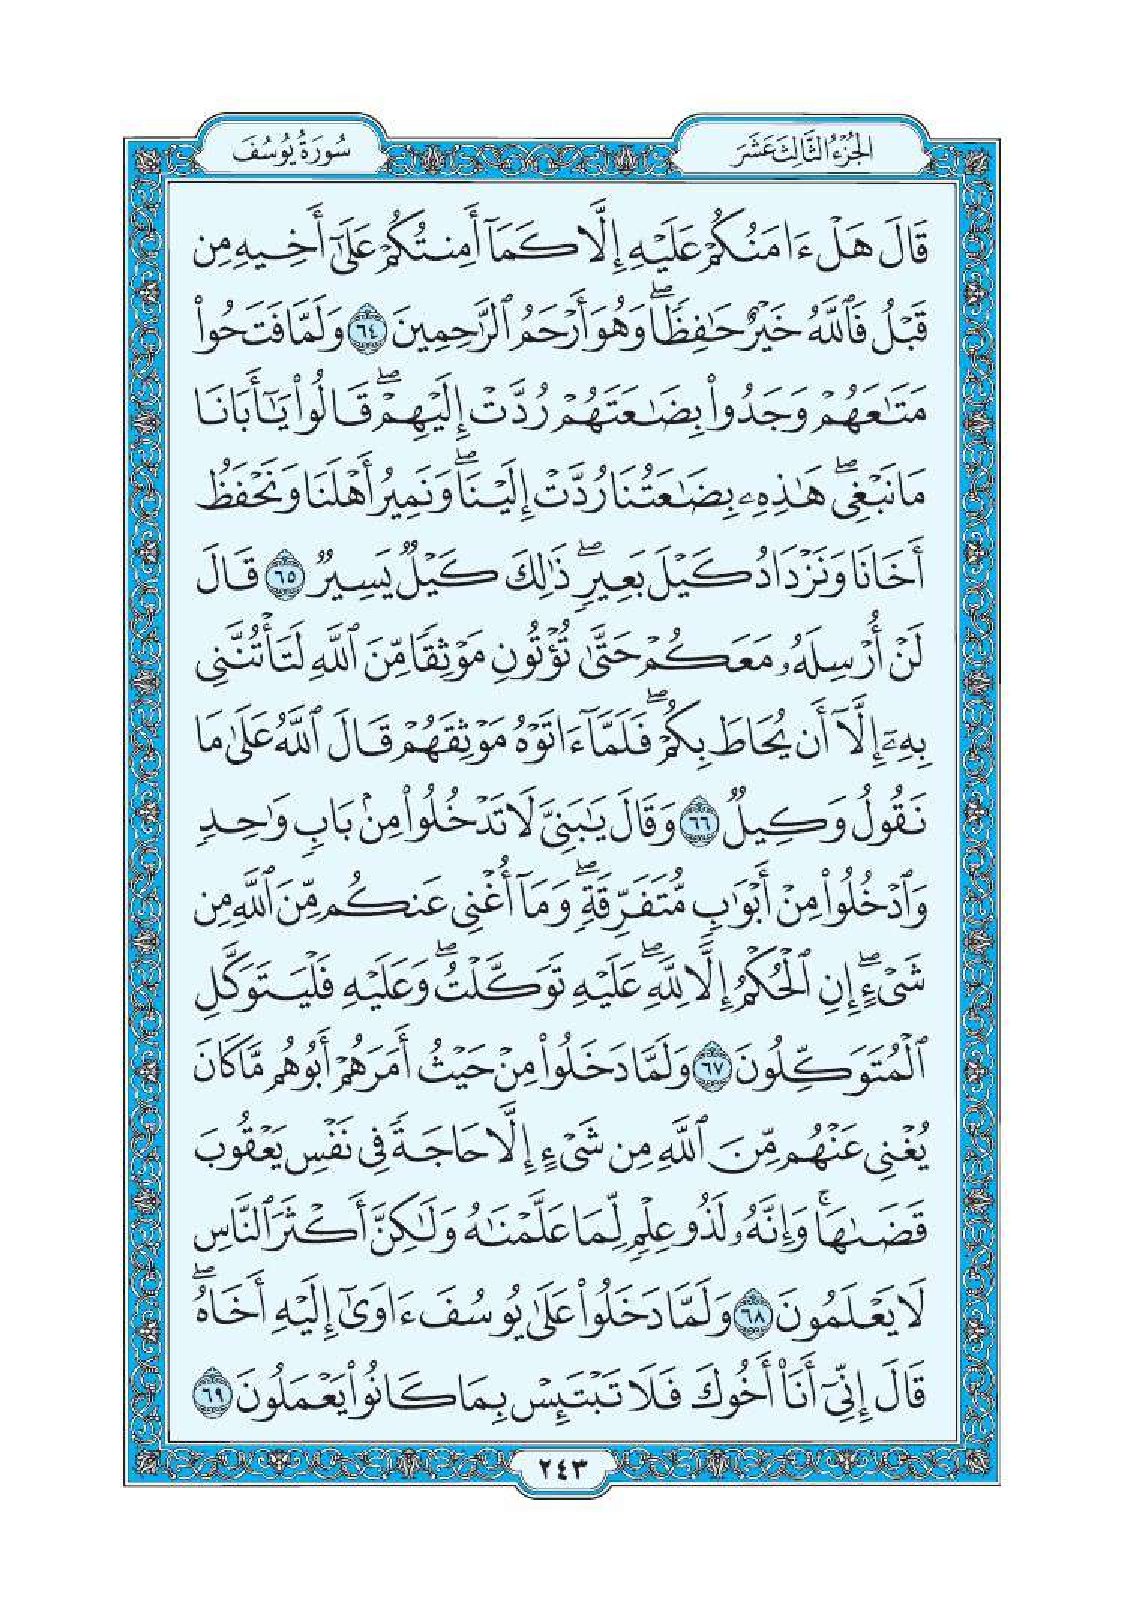 الجُزْءُ الثَّالِثَ عَشَرَ
سُورَةُ يُوسُفَ
قَالَ هَلْ ءَامَنُكُمْ عَلَيْهِ إِلَّا كَمَآ أَمِنتُكُمْ عَلَىٰٓ أَخِيهِ مِن
قَبْلُ فَٱللَّهُ خَيْرٌ حَٰفِظًاۖ وَهُوَ أَرْحَمُ ٱلرَّٰحِمِينَ ٦٤ وَلَمَّا فَتَحُوا۟
مَتَٰعَهُمْ وَجَدُوا۟ بِضَٰعَتَهُمْ رُدَّتْ إِلَيْهِمْۖ قَالُوا۟ يَٰٓأَبَانَا
مَا نَبْغِىۖ هَٰذِهِۦ بِضَٰعَتُنَا رُدَّتْ إِلَيْنَاۖ وَنَمِيرُ أَهْلَنَا وَنَحْفَظُ
أَخَانَا وَنَزْدَادُ كَيْلَ بَعِيرٍۖ ذَٰلِكَ كَيْلٌ يَسِيرٌ ٦٥ قَالَ
لَنْ أُرْسِلَهُۥ مَعَكُمْ حَتَّىٰ تُؤْتُونِ مَوْثِقًا مِّنَ ٱللَّهِ لَتَأْتُنَّنِى
بِهِۦٓ إِلَّآ أَن يُحَاطَ بِكُمْۖ فَلَمَّآ ءَاتَوْهُ مَوْثِقَهُمْ قَالَ ٱللَّهُ عَلَىٰ مَا
نَقُولُ وَكِيلٌ ٦٦ وَقَالَ يَٰبَنِىَّ لَا تَدْخُلُوا۟ مِنۢ بَابٍ وَٰحِدٍ
وَٱدْخُلُوا۟ مِنْ أَبْوَٰبٍ مُّتَفَرِّقَةٍۖ وَمَآ أُغْنِى عَنكُم مِّنَ ٱللَّهِ مِن
شَىْءٍۖ إِنِ ٱلْحُكْمُ إِلَّا لِلَّهِۖ عَلَيْهِ تَوَكَّلْتُۖ وَعَلَيْهِ فَلْيَتَوَكَّلِ
ٱلْمُتَوَكِّلُونَ ٦٧ وَلَمَّا دَخَلُوا۟ مِنْ حَيْثُ أَمَرَهُمْ أَبُوهُم مَّا كَانَ
يُغْنِى عَنْهُم مِّنَ ٱللَّهِ مِن شَىْءٍ إِلَّا حَاجَةً فِى نَفْسِ يَعْقُوبَ
قَضَىٰهَاۚ وَإِنَّهُۥ لَذُو عِلْمٍ لِّمَا عَلَّمْنَٰهُ وَلَٰكِنَّ أَكْثَرَ ٱلنَّاسِ
لَا يَعْلَمُونَ ٦٨ وَلَمَّا دَخَلُوا۟ عَلَىٰ يُوسُفَ ءَاوَىٰٓ إِلَيْهِ أَخَاهُۖ
قَالَ إِنِّىٓ أَنَا۠ أَخُوكَ فَلَا تَبْتَئِسْ بِمَا كَانُوا۟ يَعْمَلُونَ ٦٩
٢٤٣